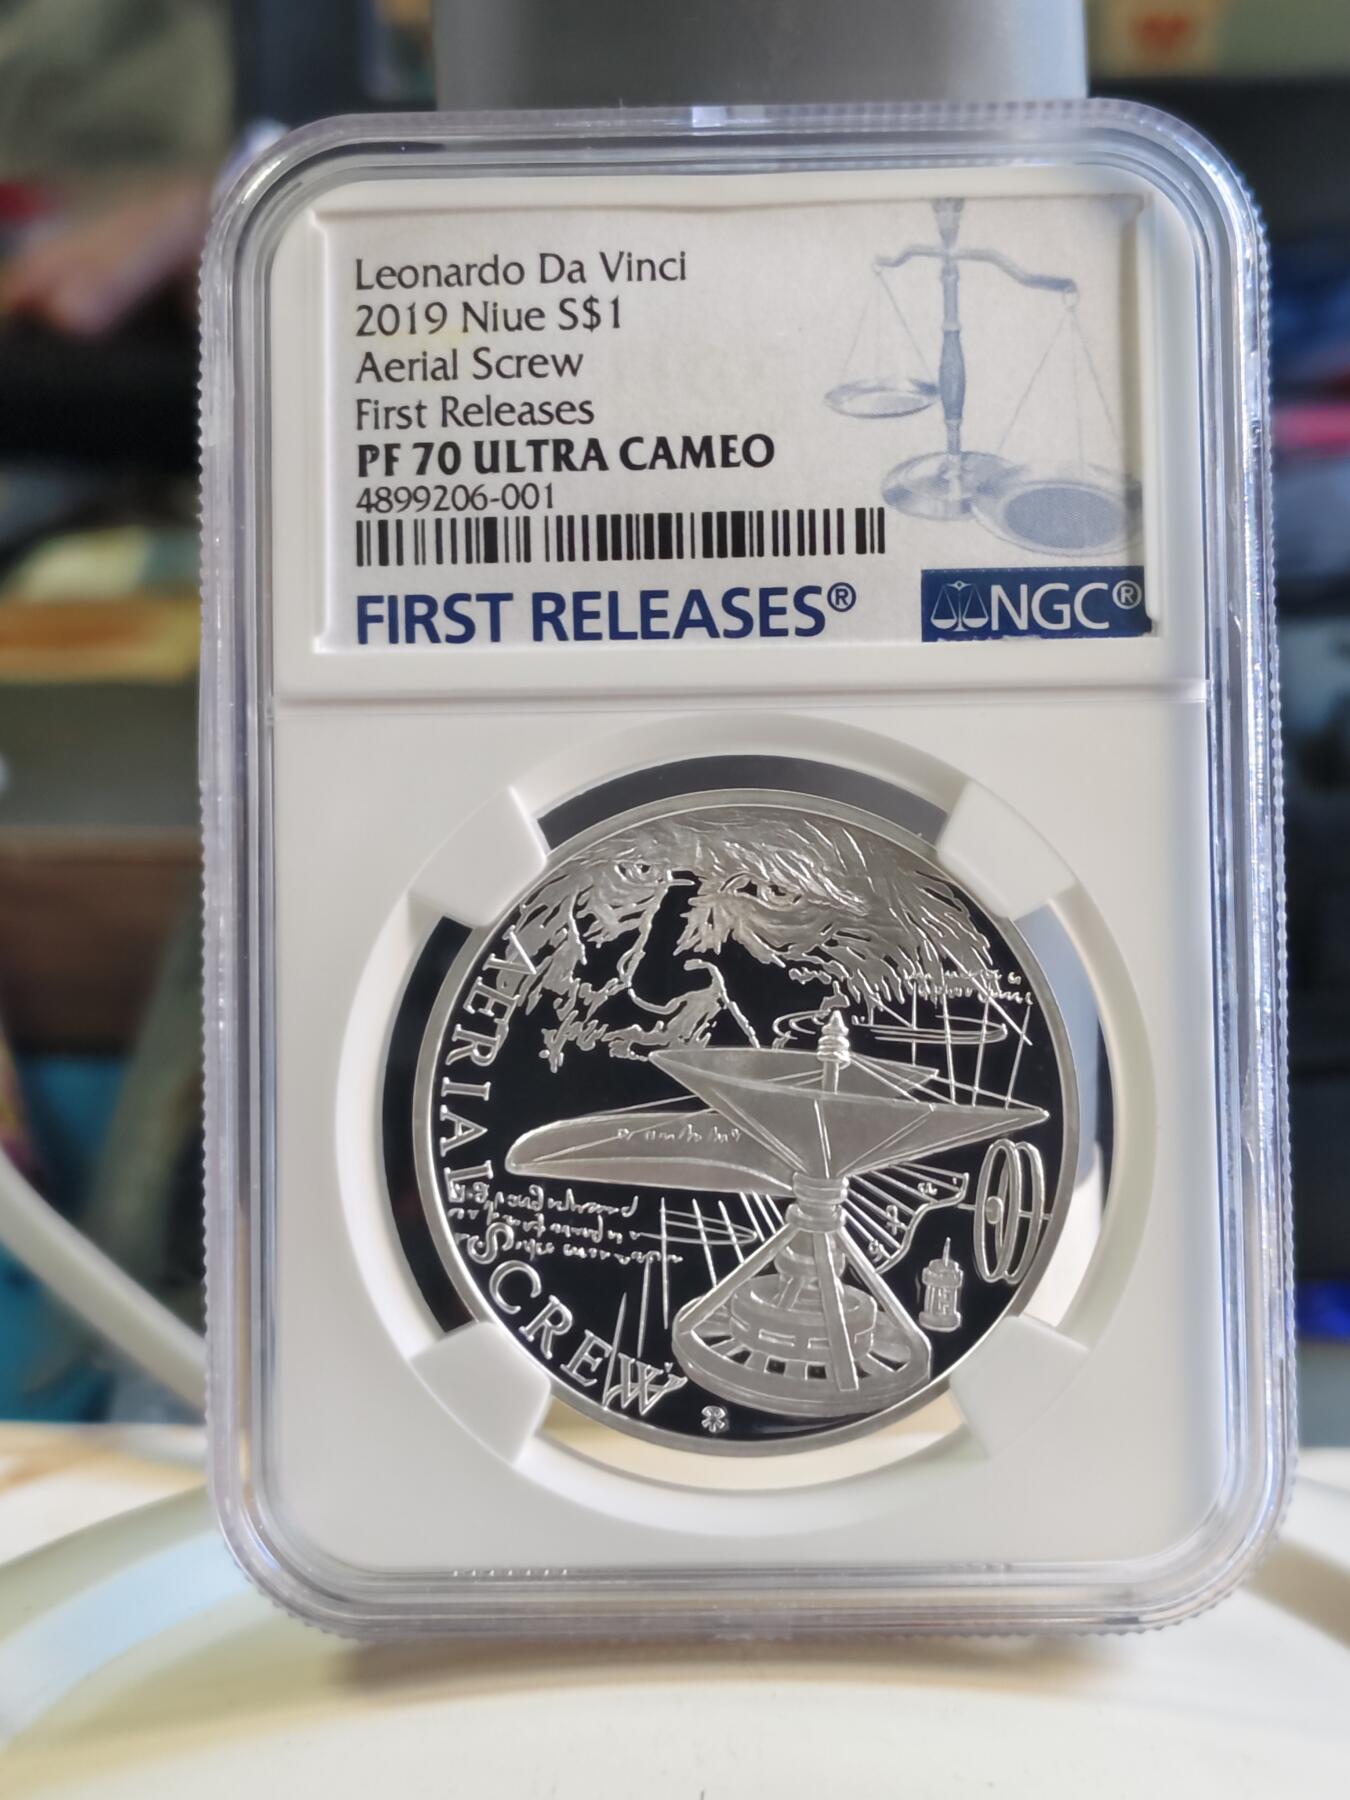 Leonardo Da Vinci
2019 Niue S$1
Aerial Screw
First Releases
PF 70 ULTRA CAMEO
4899206-001
FIRST RELEASES®
NGC®
AERIAL SCREW